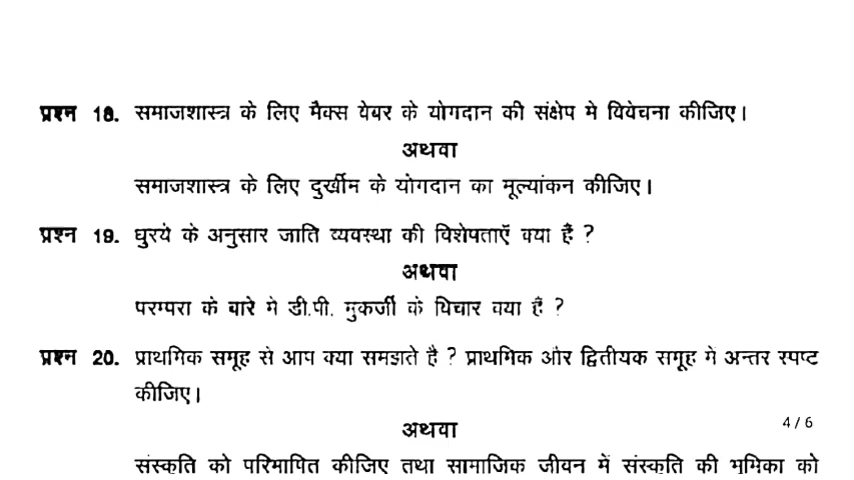 प्रश्न 18. समाजशास्त्र के लिए मैक्स वेबर के योगदान की संक्षेप मे विवेचना कीजिए।
अथवा
समाजशास्त्र के लिए दुर्खीम के योगदान का मूल्यांकन कीजिए।
प्रश्न 19. घुरये के अनुसार जाति व्यवस्था की विशेषताएँ क्या हैं ?
अथवा
परम्परा के बारे मे डी.पी. मुकर्जी के विचार क्या हैं ?
प्रश्न 20. प्राथमिक समूह से आप क्या समझते है ? प्राथमिक और द्वितीयक समूह में अन्तर स्पष्ट
कीजिए।
4 / 6
अथवा
संस्कृति को परिभाषित कीजिए तथा सामाजिक जीवन में संस्कृति की भूमिका को